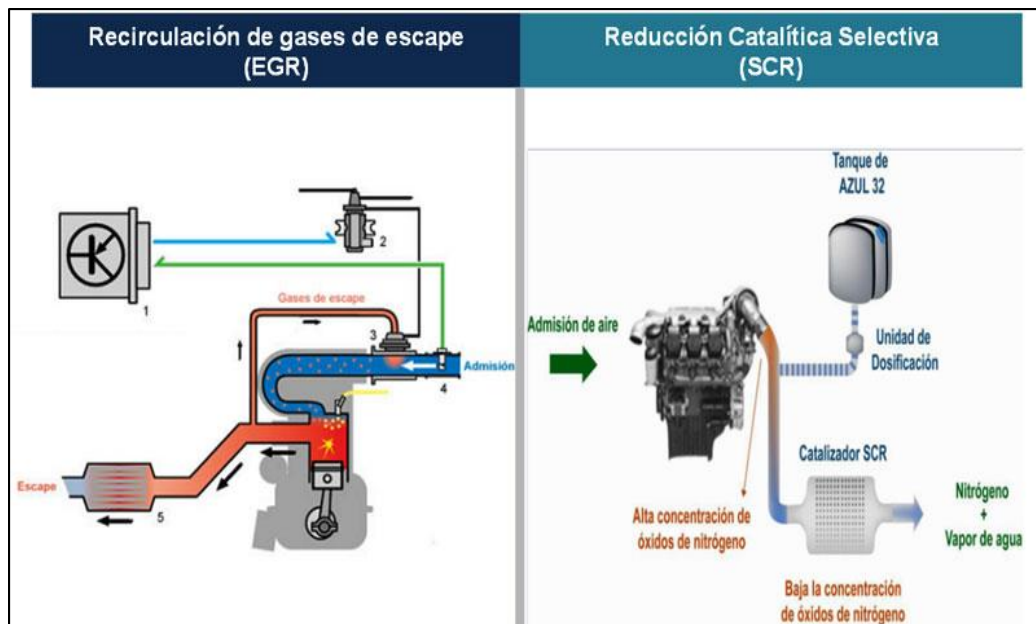 Recirculación de gases de escape
(EGR)
Reducción Catalítica Selectiva
(SCR)
1
2
Gases de escape
3
Admisión
4
Escape
5
Tanque de
AZUL 32
Admisión de aire
Unidad de
Dosificación
Catalizador SCR
Alta concentración de
óxidos de nitrógeno
Nitrógeno
+
Vapor de agua
Baja la concentración
de óxidos de nitrógeno